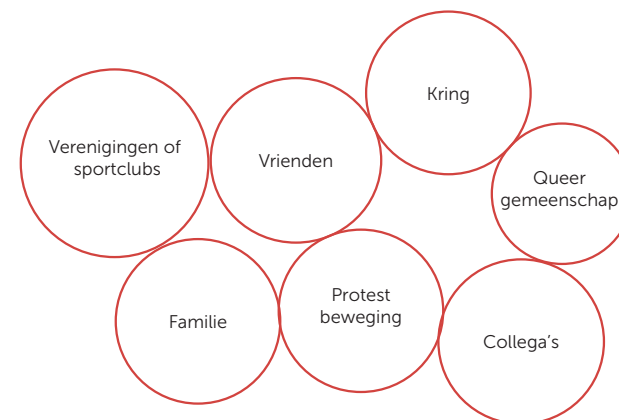 Kring
Verenigingen of
sportclubs
Vrienden
Queer
gemeenschap
Familie
Protest
beweging
Collega's